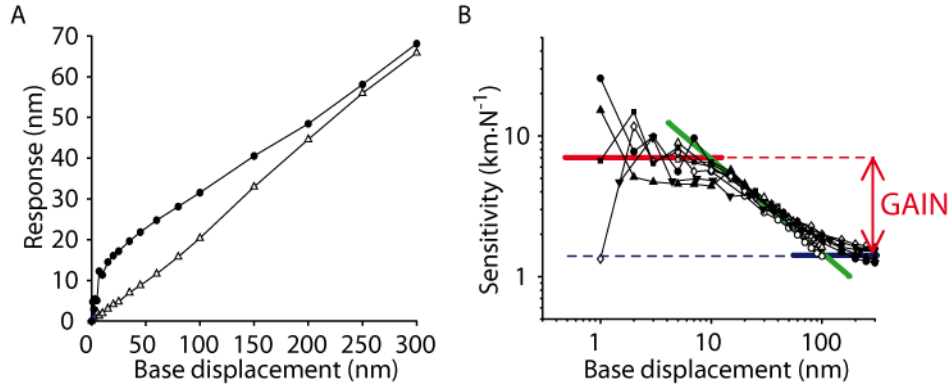 A
Response (nm)
70
60
50
40
30
20
10
0
0 50 100 150 200 250 300
Base displacement (nm)
B
Sensitivity (km·N⁻¹)
10
1
GAIN
1 10 100
Base displacement (nm)